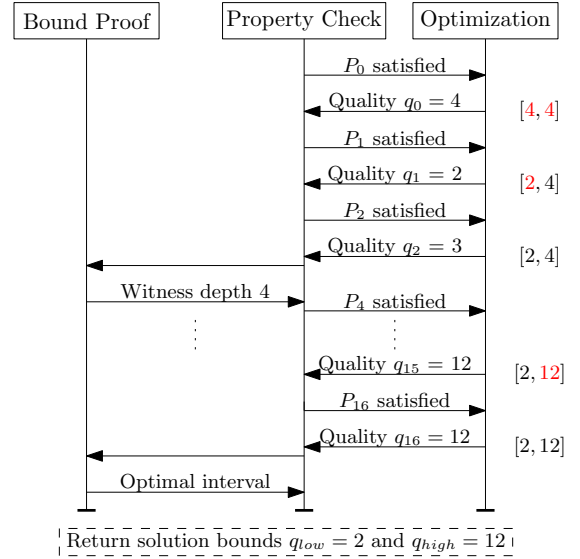 Bound Proof Property Check Optimization
P_0 satisfied
Quality q_0 = 4 [4, 4]
P_1 satisfied
Quality q_1 = 2 [2, 4]
P_2 satisfied
Quality q_2 = 3 [2, 4]
Witness depth 4
P_4 satisfied
Quality q_15 = 12 [2, 12]
P_16 satisfied
Quality q_16 = 12 [2, 12]
Optimal interval
Return solution bounds q_low = 2 and q_high = 12